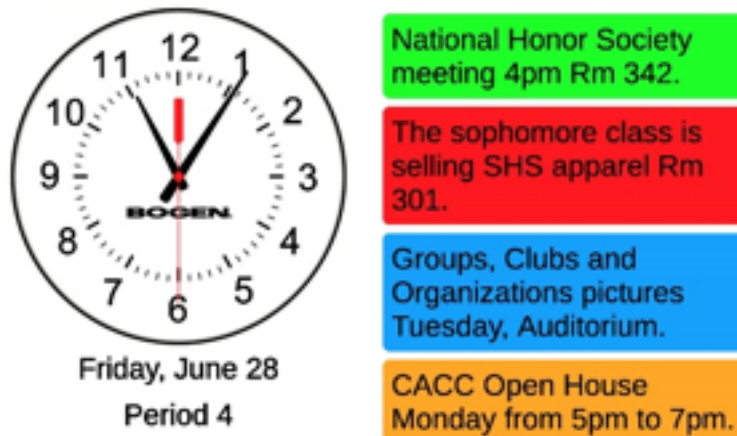 12
11
1
10
2
9
3
BOGEN
8
4
7
5
6
Friday, June 28
Period 4
National Honor Society
meeting 4pm Rm 342.
The sophomore class is
selling SHS apparel Rm
301.
Groups, Clubs and
Organizations pictures
Tuesday, Auditorium.
CACC Open House
Monday from 5pm to 7pm.